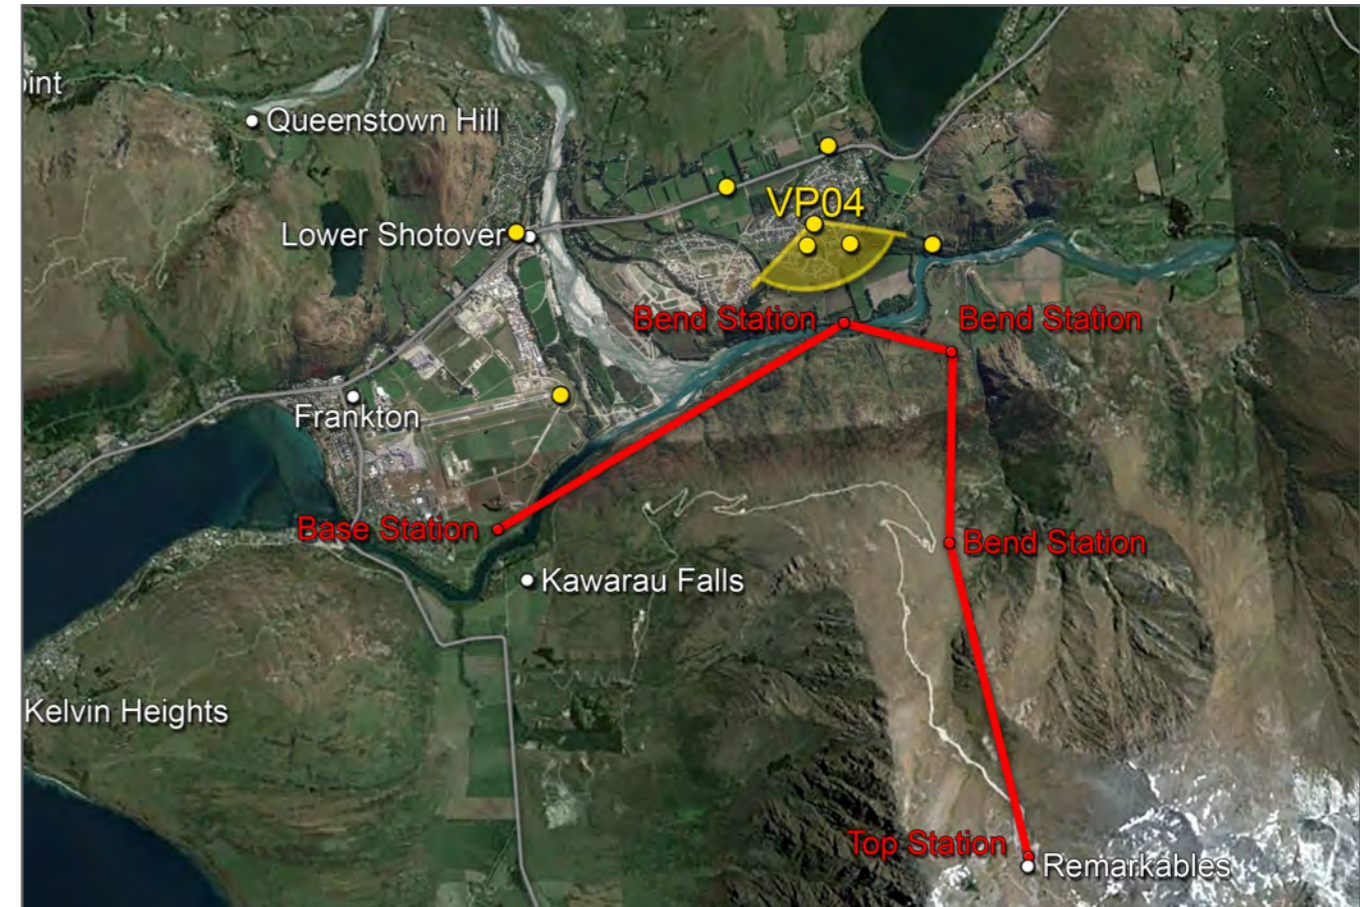 int
Queenstown Hill
VP04
Lower Shotover
Bend Station
Bend Station
Frankton
Base Station
Bend Station
Kawarau Falls
Kelvin Heights
Top Station
Remarkables